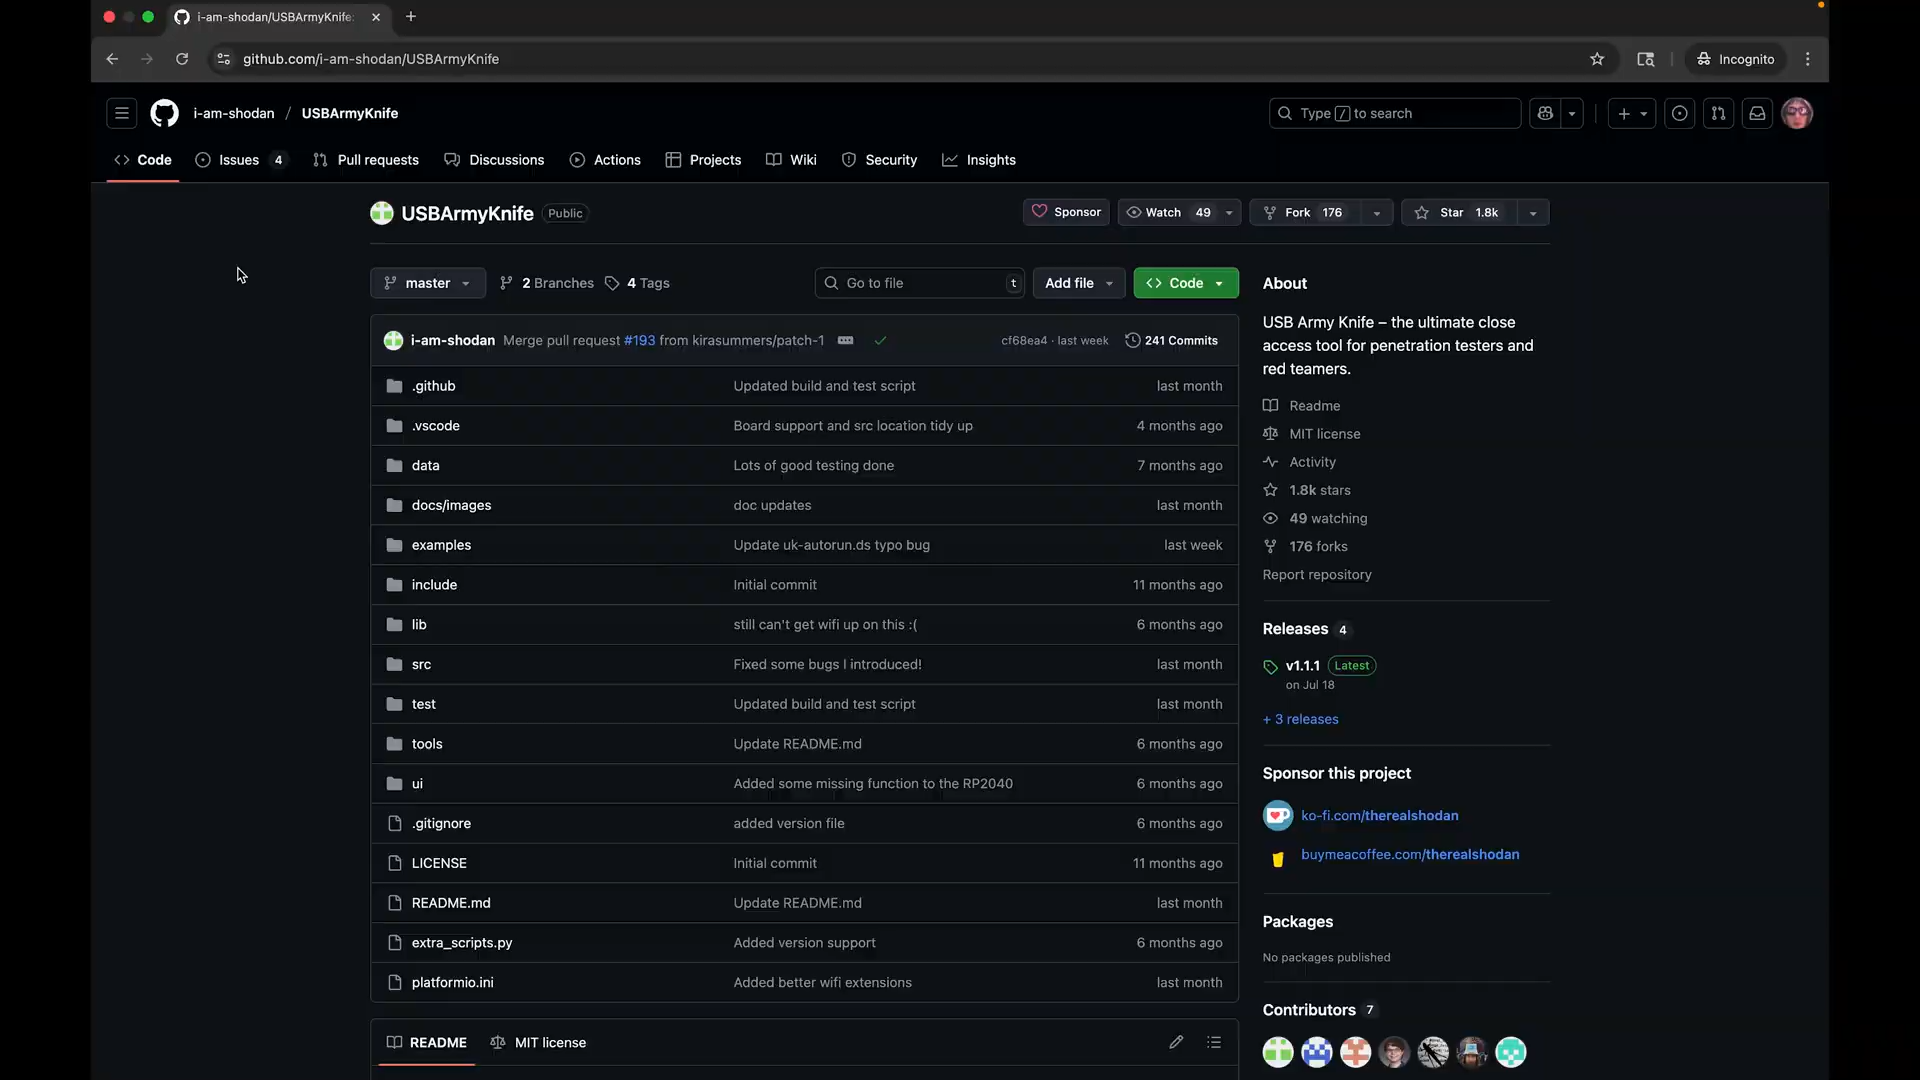 i-am-shodan/USBArmyKnife:
github.com/i-am-shodan/USBArmyKnife
Incognito
i-am-shodan / USBArmyKnife
Type / to search
Code
Issues 4
Pull requests
Discussions
Actions
Projects
Wiki
Security
Insights
USBArmyKnife Public
Sponsor
Watch 49
Fork 176
Star 1.8k
master
2 Branches
4 Tags
Go to file t
Add file
Code
i-am-shodan Merge pull request #193 from kirasummers/patch-1
cf68ea4 · last week
241 Commits
.github Updated build and test script last month
.vscode Board support and src location tidy up 4 months ago
data Lots of good testing done 7 months ago
docs/images doc updates last month
examples Update uk-autorun.ds typo bug last week
include Initial commit 11 months ago
lib still can't get wifi up on this :( 6 months ago
src Fixed some bugs I introduced! last month
test Updated build and test script last month
tools Update README.md 6 months ago
ui Added some missing function to the RP2040 6 months ago
.gitignore added version file 6 months ago
LICENSE Initial commit 11 months ago
README.md Update README.md last month
extra_scripts.py Added version support 6 months ago
platformio.ini Added better wifi extensions last month
README
MIT license
About
USB Army Knife – the ultimate close
access tool for penetration testers and
red teamers.
Readme
MIT license
Activity
1.8k stars
49 watching
176 forks
Report repository
Releases 4
v1.1.1 Latest
on Jul 18
+ 3 releases
Sponsor this project
ko-fi.com/therealshodan
buymeacoffee.com/therealshodan
Packages
No packages published
Contributors 7